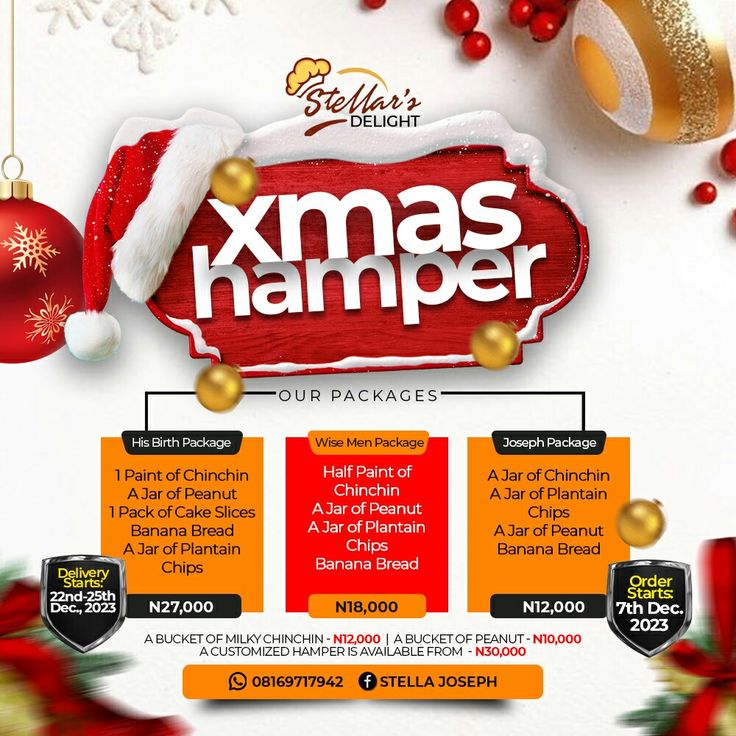 Stellar's
DELIGHT
xmas
hamper
OUR PACKAGES
His Birth Package
1 Paint of Chinchin
A Jar of Peanut
1 Pack of Cake Slices
Banana Bread
A Jar of Plantain
Chips
N27,000
Wise Men Package
Half Paint of
Chinchin
A Jar of Peanut
A Jar of Plantain
Chips
Banana Bread
N18,000
Joseph Package
A Jar of Chinchin
A Jar of Plantain
Chips
A Jar of Peanut
Banana Bread
N12,000
Delivery
Starts:
22nd-25th
Dec., 2023
Order
Starts:
7th Dec.
2023
A BUCKET OF MILKY CHINCHIN - N12,000 | A BUCKET OF PEANUT - N10,000
A CUSTOMIZED HAMPER IS AVAILABLE FROM - N30,000
08169717942 STELLA JOSEPH